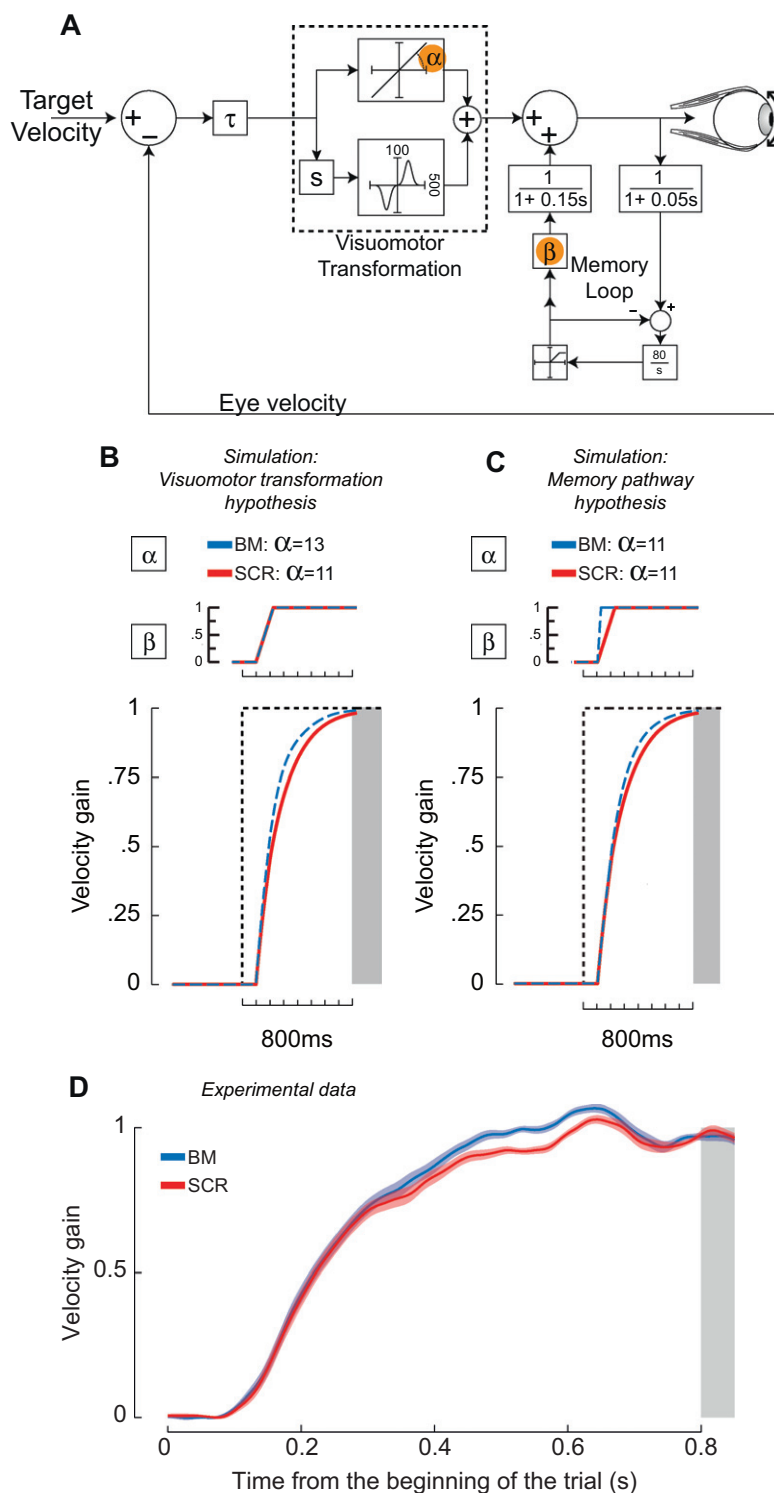 A
Target
Velocity
+
−
τ
α
+
s
100
500
Visuomotor
Transformation
+
+
1
1+ 0.15s
1
1+ 0.05s
β
Memory
Loop
− +
80
s
Eye velocity
B
Simulation:
Visuomotor transformation
hypothesis
α
BM: α=13
SCR: α=11
β
1
.5
0
1
.75
.5
.25
0
Velocity gain
800ms
C
Simulation:
Memory pathway
hypothesis
α
BM: α=11
SCR: α=11
β
1
.5
0
1
.75
.5
.25
0
Velocity gain
800ms
D
Experimental data
BM
SCR
1
0.5
0
Velocity gain
0 0.2 0.4 0.6 0.8
Time from the beginning of the trial (s)